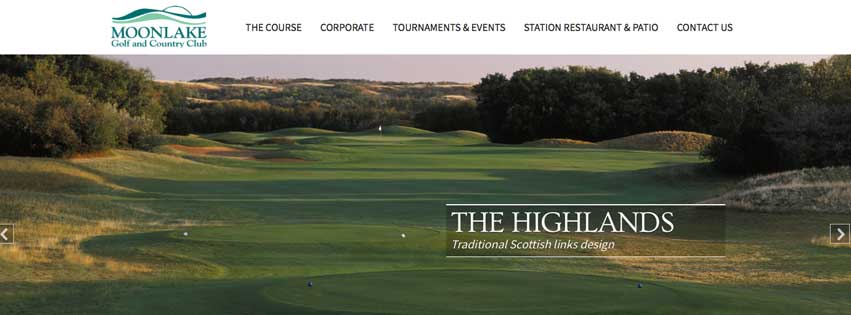 MOONLAKE
Golf and Country Club
THE COURSE CORPORATE TOURNAMENTS & EVENTS STATION RESTAURANT & PATIO CONTACT US
THE HIGHLANDS
Traditional Scottish links design